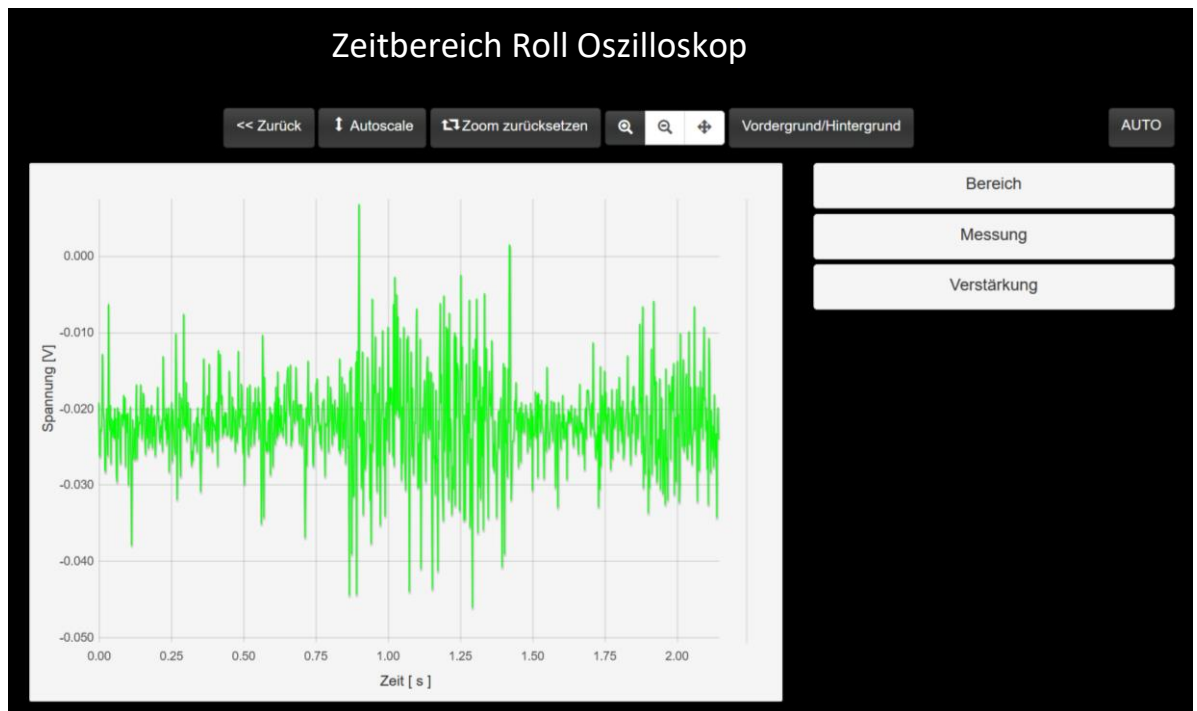 Zeitbereich Roll Oszilloskop
<< Zurück
Autoscale
Zoom zurücksetzen
Vordergrund/Hintergrund
AUTO
Bereich
Messung
Verstärkung
0.000
-0.010
-0.020
-0.030
-0.040
-0.050
Spannung [V]
0.00 0.25 0.50 0.75 1.00 1.25 1.50 1.75 2.00
Zeit [ s ]